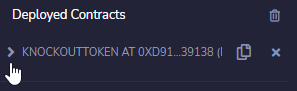 Deployed Contracts
KNOCKOUTTOKEN AT 0XD91...39138 (